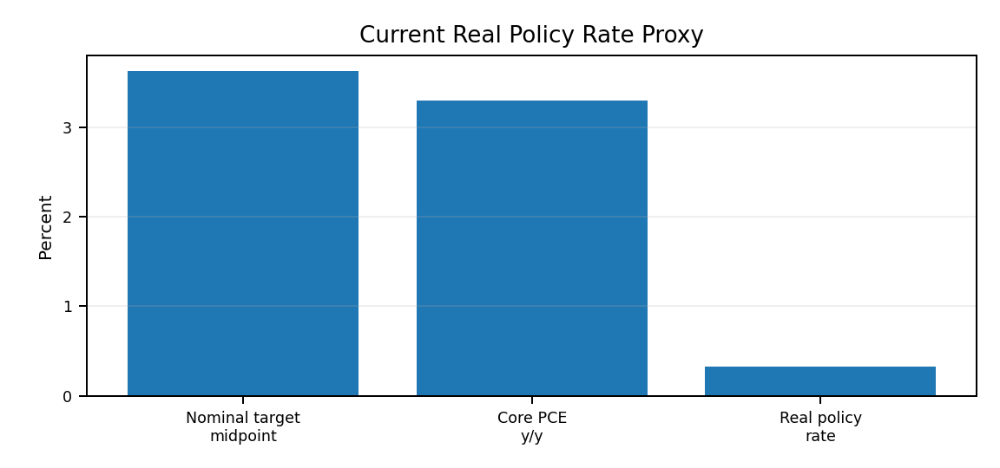 Current Real Policy Rate Proxy
Percent
3
2
1
0
Nominal target
midpoint
Core PCE
y/y
Real policy
rate